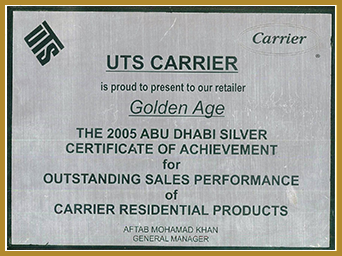 UTS
Carrier
UTS CARRIER
is proud to present to our retailer
Golden Age
THE 2005 ABU DHABI SILVER
CERTIFICATE OF ACHIEVEMENT
for
OUTSTANDING SALES PERFORMANCE
of
CARRIER RESIDENTIAL PRODUCTS
AFTAB MOHAMAD KHAN
GENERAL MANAGER